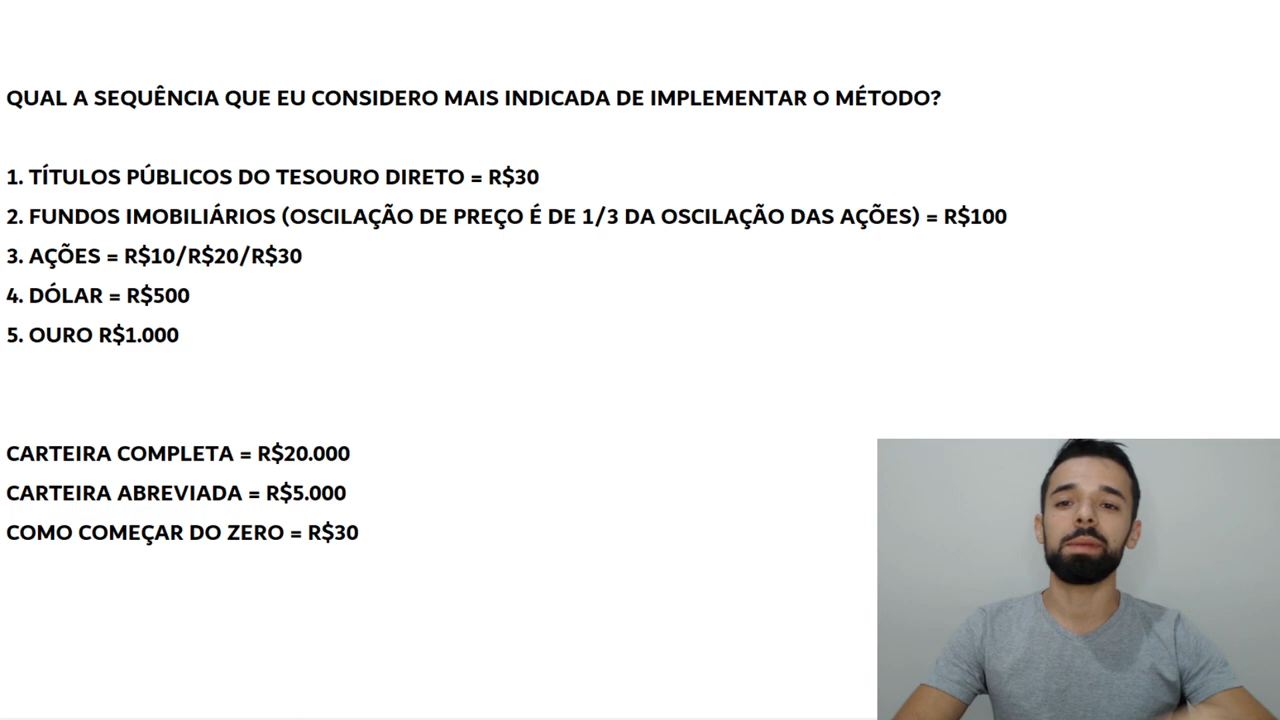 QUAL A SEQUÊNCIA QUE EU CONSIDERO MAIS INDICADA DE IMPLEMENTAR O MÉTODO?
1. TÍTULOS PÚBLICOS DO TESOURO DIRETO = R$30
2. FUNDOS IMOBILIÁRIOS (OSCILAÇÃO DE PREÇO É DE 1/3 DA OSCILAÇÃO DAS AÇÕES) = R$100
3. AÇÕES = R$10/R$20/R$30
4. DÓLAR = R$500
5. OURO R$1.000
CARTEIRA COMPLETA = R$20.000
CARTEIRA ABREVIADA = R$5.000
COMO COMEÇAR DO ZERO = R$30